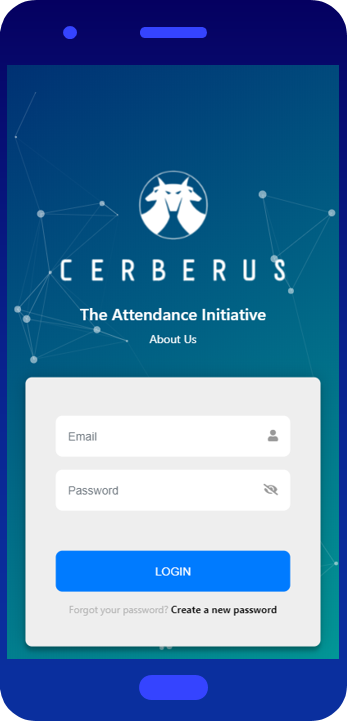 CERBERUS
The Attendance Initiative
About Us
Email
Password
LOGIN
Forgot your password? Create a new password